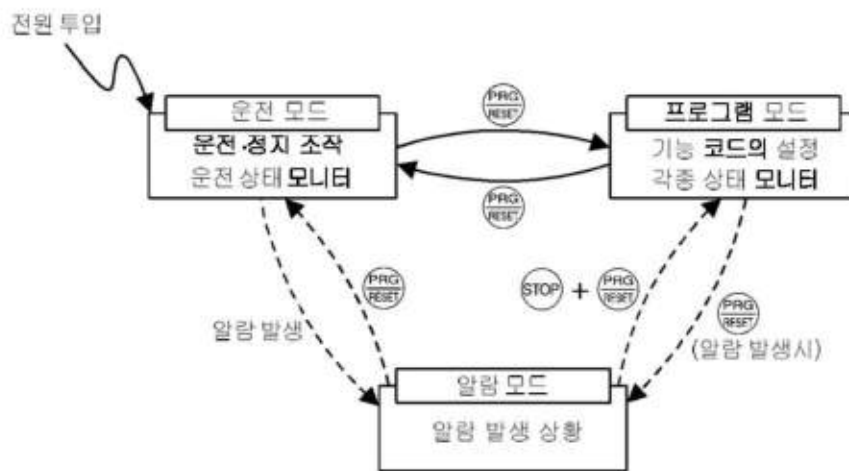 전원 투입
운전 모드
운전·정지 조작
운전 상태 모니터
PRG
RESET
프로그램 모드
기능 코드의 설정
각종 상태 모니터
PRG
RESET
PRG
RESET
STOP + PRG
RESET
PRG
RESET
알람 발생
(알람 발생시)
알람 모드
알람 발생 상황